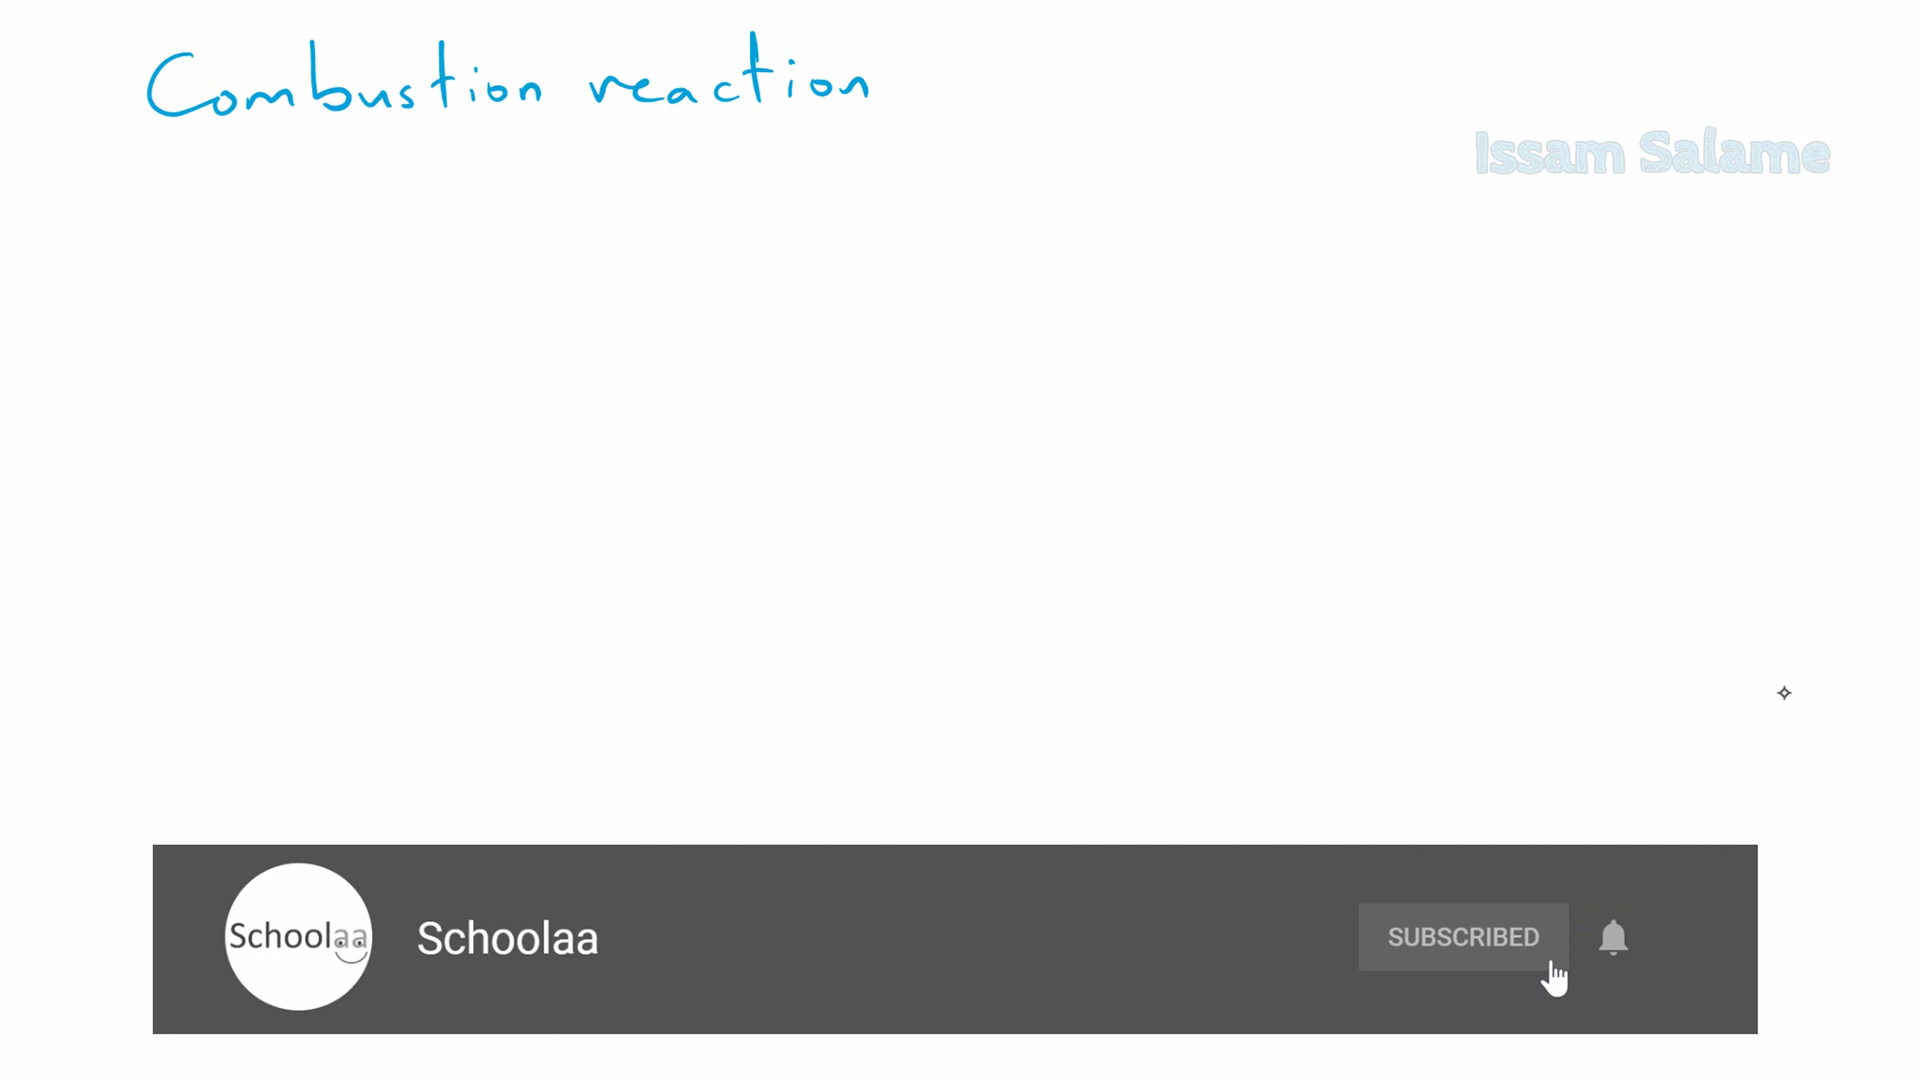 Combustion reaction
Issam Salame
Schoolaa
Schoolaa
SUBSCRIBED